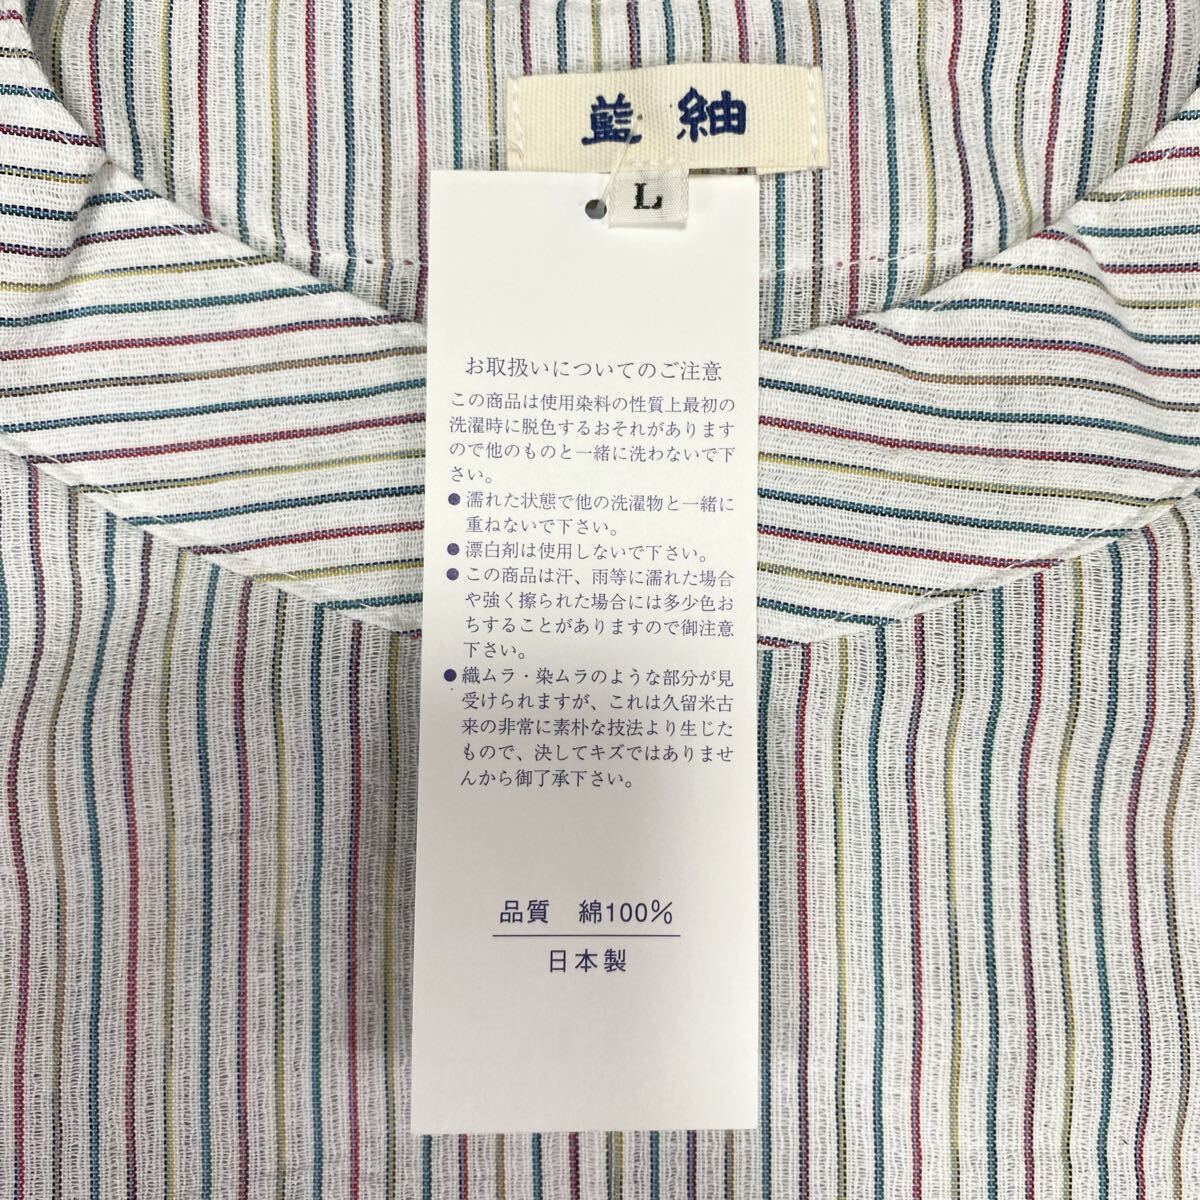 藍紬
L
お取扱いについてのご注意
この商品は使用染料の性質上最初の
洗濯時に脱色するおそれがあります
ので他のものと一緒に洗わないで下
さい。
●濡れた状態で他の洗濯物と一緒に
重ねないで下さい。
●漂白剤は使用しないで下さい。
●この商品は汗、雨等に濡れた場合
や強く擦られた場合には多少色お
ちすることがありますので御注意
下さい。
●織ムラ・染ムラのような部分が見
受けられますが、これは久留米古
来の非常に素朴な技法より生じた
もので、決してキズではありませ
んから御了承下さい。
品質　綿100%
日本製